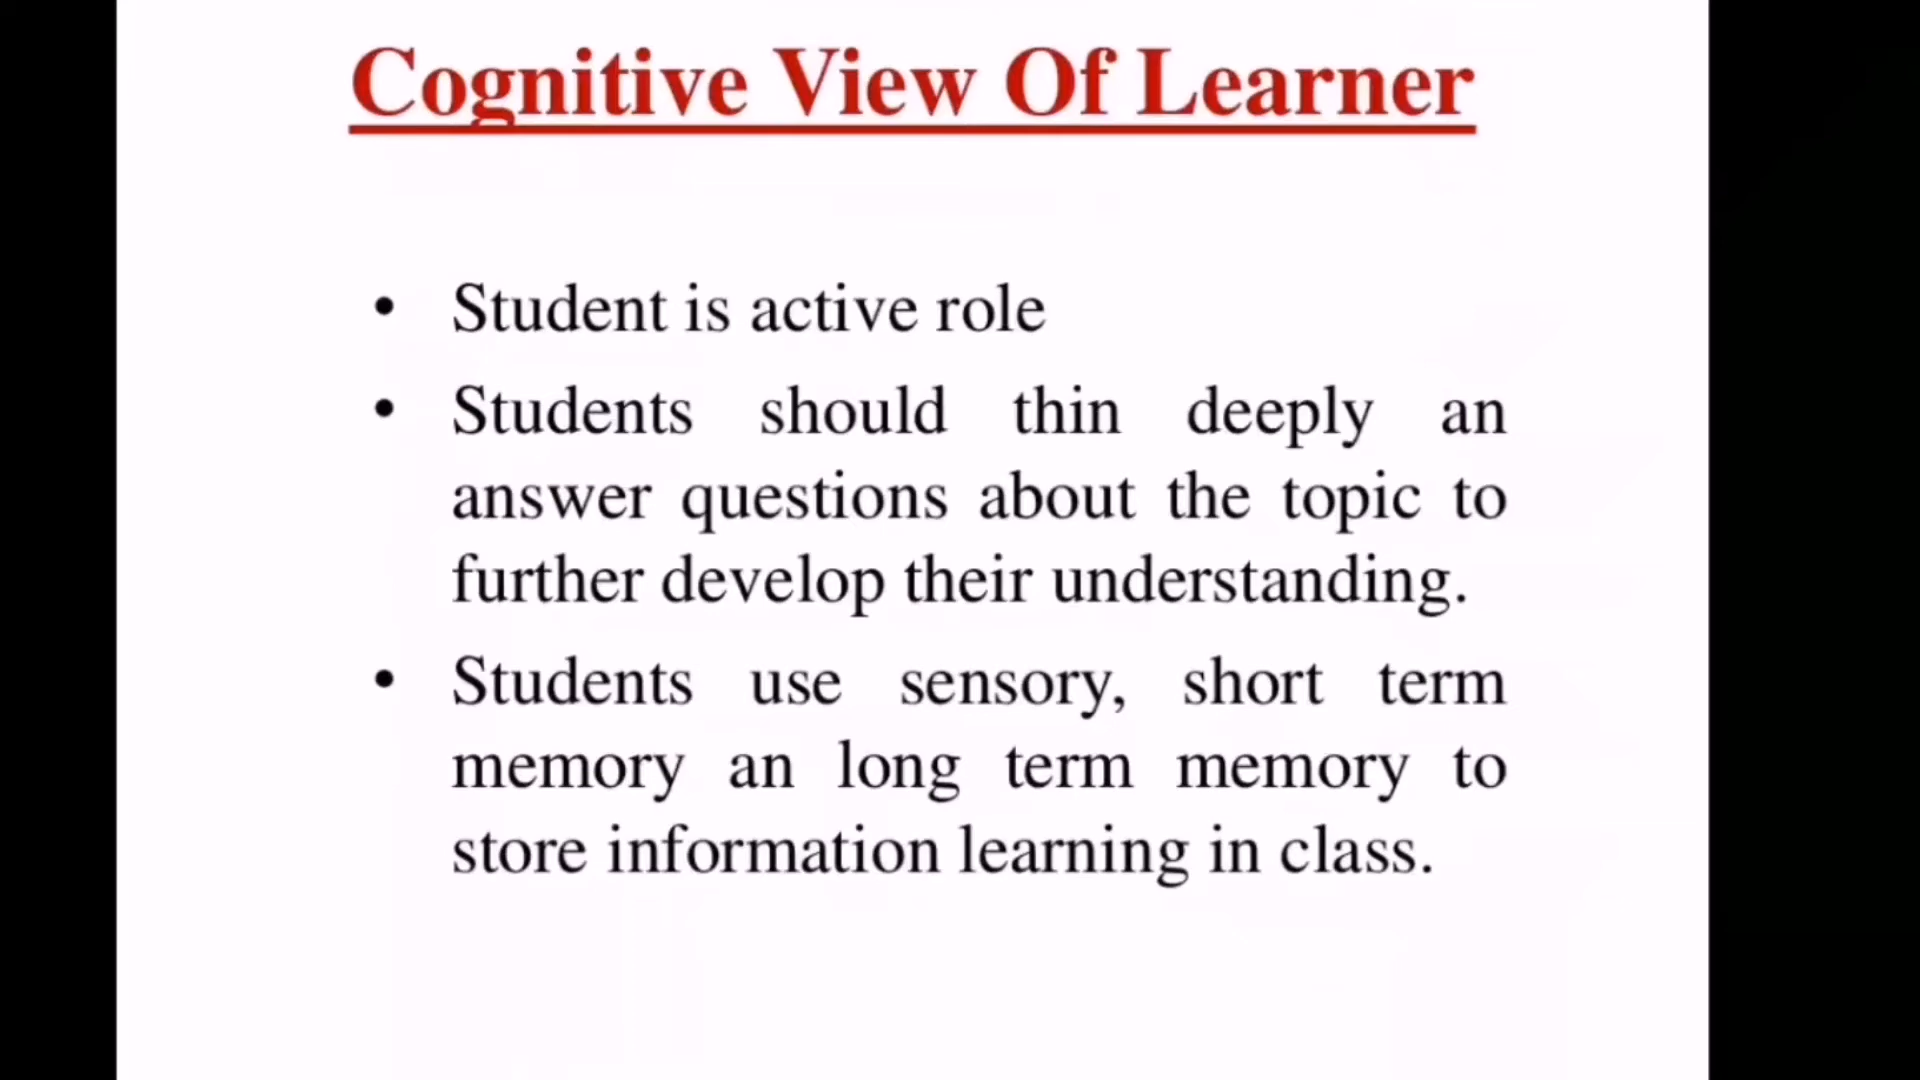 Cognitive View Of Learner
• Student is active role
• Students should thin deeply an
answer questions about the topic to
further develop their understanding.
• Students use sensory, short term
memory an long term memory to
store information learning in class.